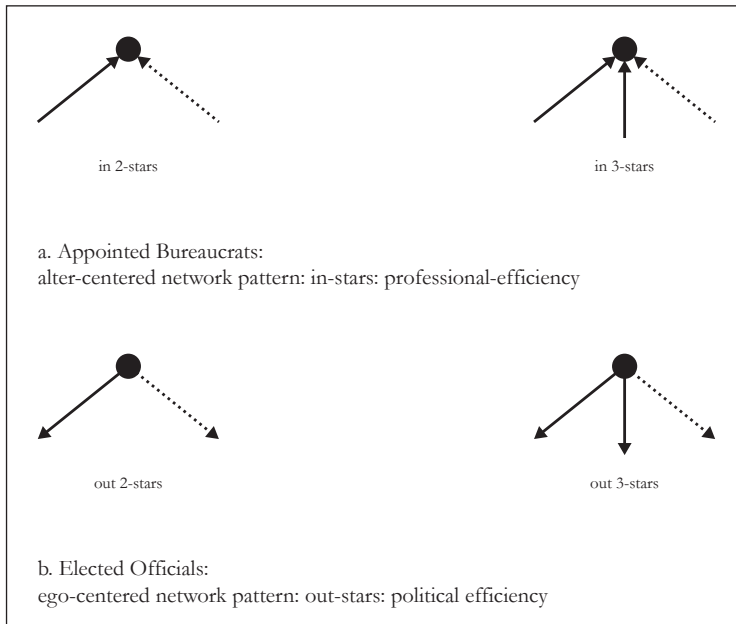 in 2-stars
in 3-stars
a. Appointed Bureaucrats:
alter-centered network pattern: in-stars: professional-efficiency
out 2-stars
out 3-stars
b. Elected Officials:
ego-centered network pattern: out-stars: political efficiency